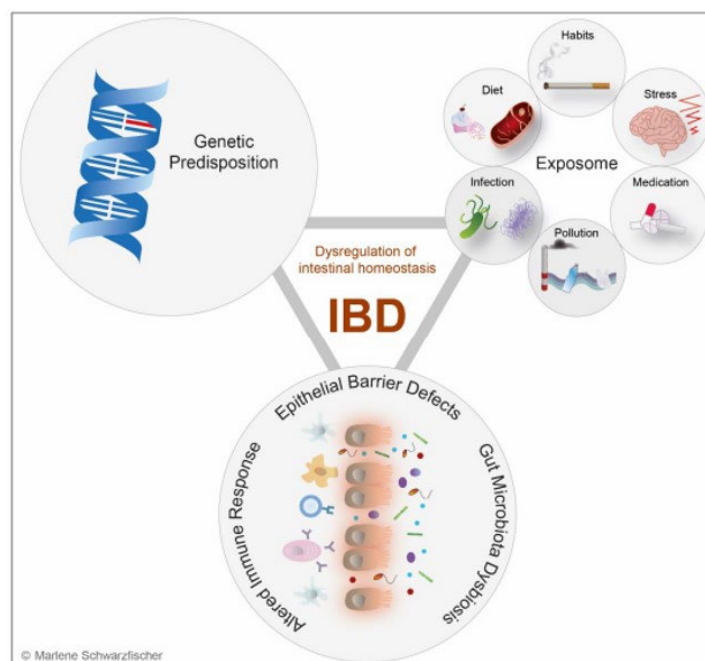 Genetic
Predisposition
Habits
Diet
Stress
Exposome
Infection
Medication
Pollution
Dysregulation of
intestinal homeostasis
IBD
Epithelial Barrier Defects
Altered Immune Response
Gut Microbiota Dysbiosis
© Marlene Schwarzfischer